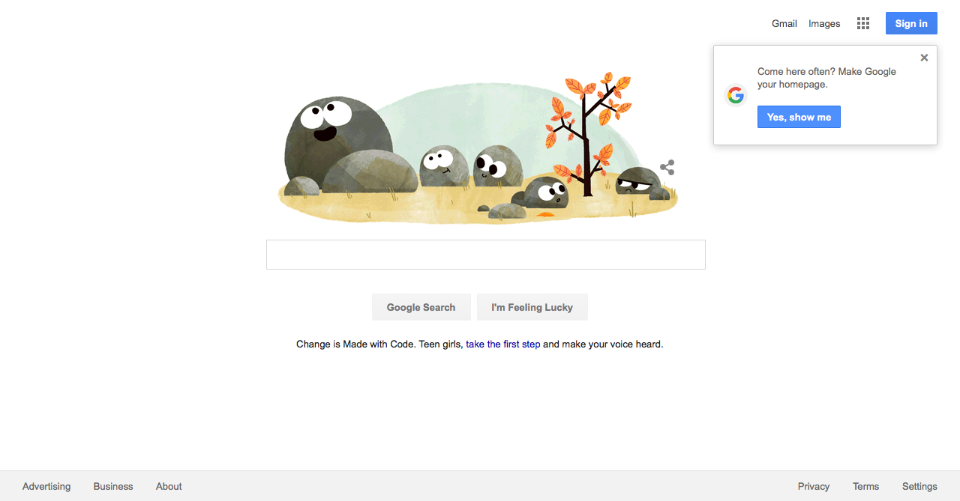 Gmail Images Sign in
Come here often? Make Google
your homepage.
Yes, show me
Google Search I'm Feeling Lucky
Change is Made with Code. Teen girls, take the first step and make your voice heard.
Advertising Business About Privacy Terms Settings